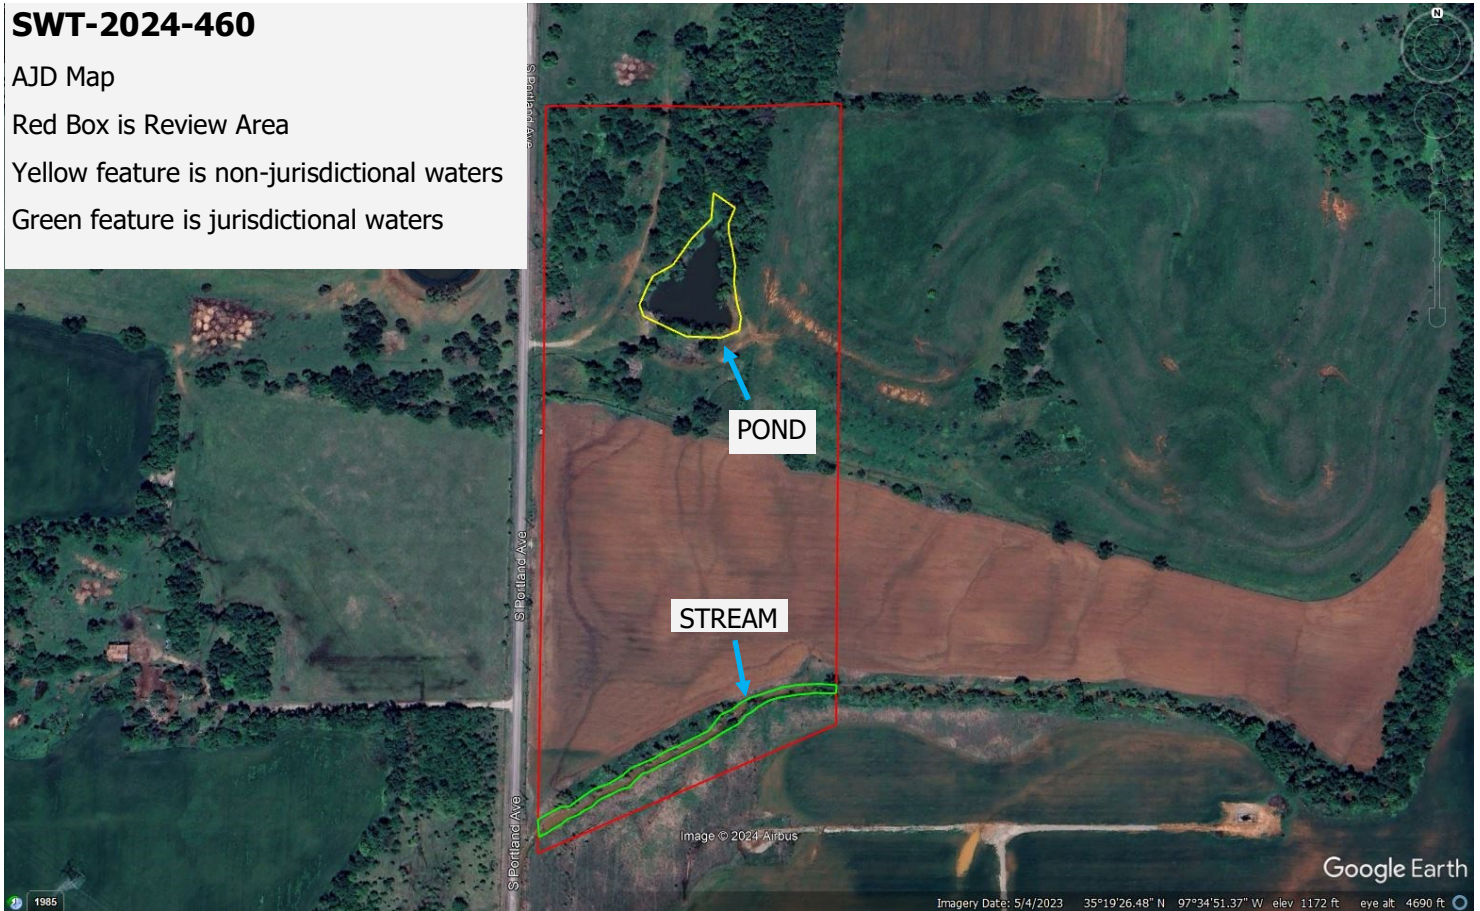 SWT-2024-460
AJD Map
Red Box is Review Area
Yellow feature is non-jurisdictional waters
Green feature is jurisdictional waters
N
S Portland Ave
POND
S Portland Ave
STREAM
S Portland Ave
Image © 2024 Airbus
Google Earth
1985
Imagery Date: 5/4/2023 35°19'26.48" N 97°34'51.37" W elev 1172 ft eye alt 4690 ft